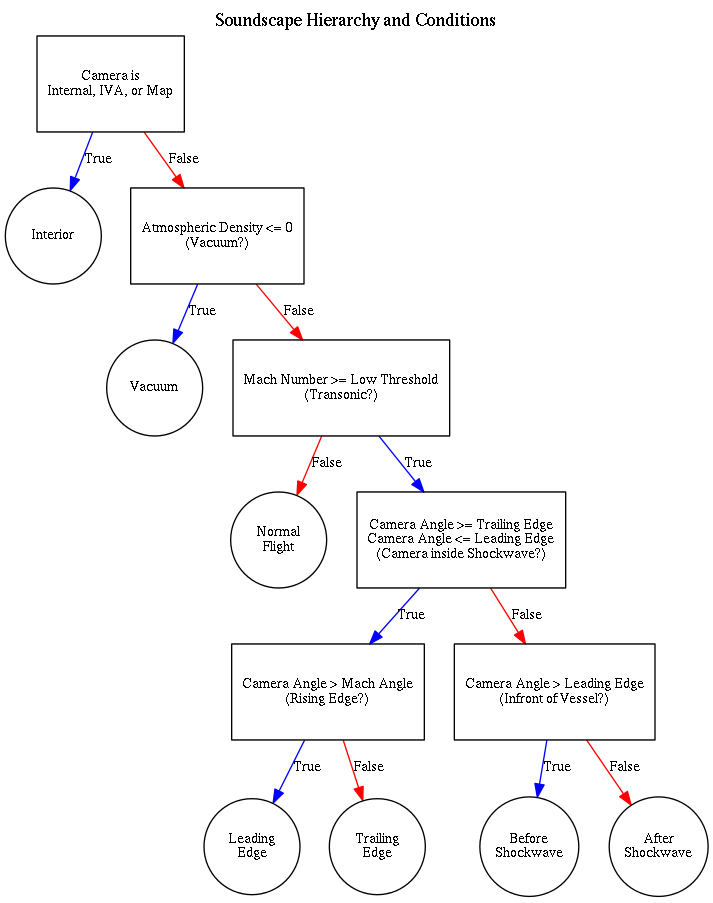 Soundscape Hierarchy and Conditions
Camera is
Internal, IVA, or Map
True
False
Interior
Atmospheric Density <= 0
(Vacuum?)
True
False
Vacuum
Mach Number >= Low Threshold
(Transonic?)
False
True
Normal
Flight
Camera Angle >= Trailing Edge
Camera Angle <= Leading Edge
(Camera inside Shockwave?)
True
False
Camera Angle > Mach Angle
(Rising Edge?)
Camera Angle > Leading Edge
(Infront of Vessel?)
True
False
True
False
Leading
Edge
Trailing
Edge
Before
Shockwave
After
Shockwave